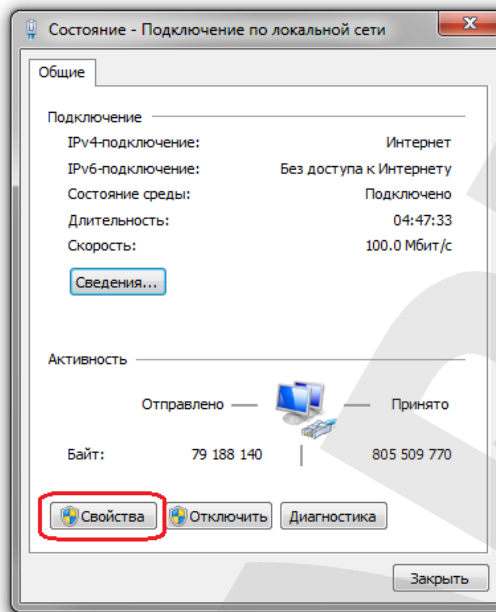 Состояние - Подключение по локальной сети
Общие
Подключение
IPv4-подключение: Интернет
IPv6-подключение: Без доступа к Интернету
Состояние среды: Подключено
Длительность: 04:47:33
Скорость: 100.0 Мбит/с
Сведения...
Активность
Отправлено — — Принято
Байт: 79 188 140 | 805 509 770
Свойства Отключить Диагностика
Закрыть